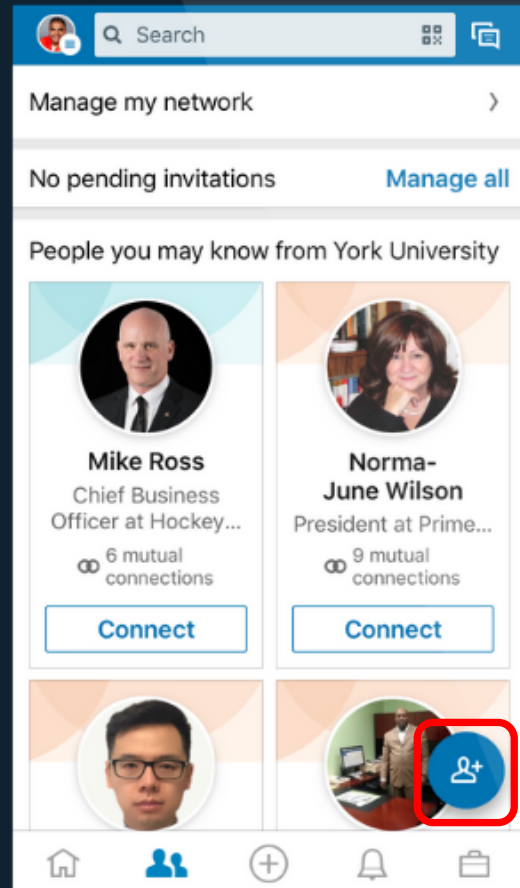 Search
Manage my network
No pending invitations Manage all
People you may know from York University
Mike Ross
Chief Business
Officer at Hockey...
6 mutual
connections
Connect
Norma-
June Wilson
President at Prime...
9 mutual
connections
Connect